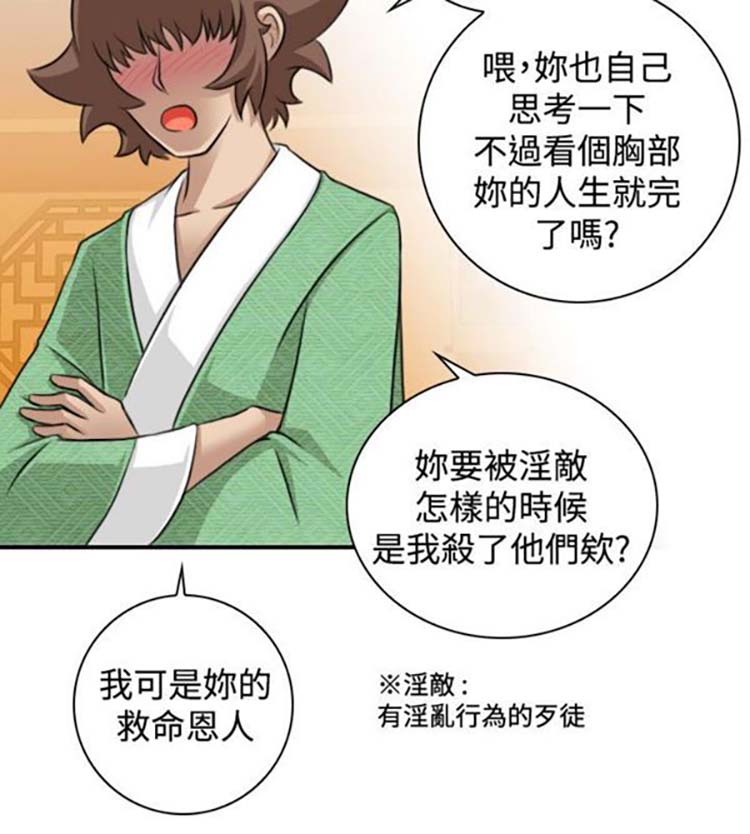 喂，妳也自己
思考一下
不過看個胸部
妳的人生就完
了嗎?
妳要被淫敵
怎樣的時候
是我殺了他們欸?
我可是妳的
救命恩人
※淫敵：
有淫亂行為的歹徒